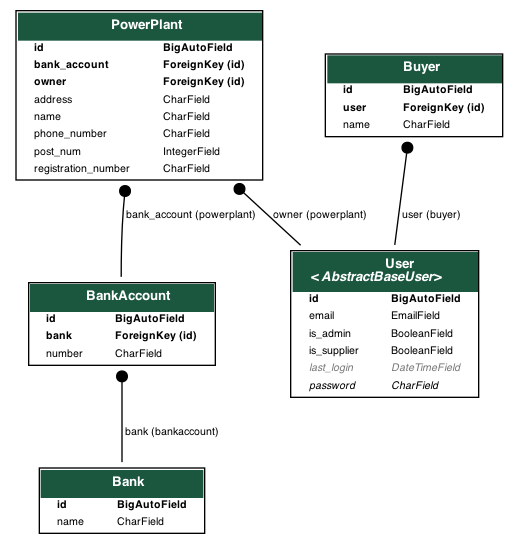 PowerPlant
id BigAutoField
bank_account ForeignKey (id)
owner ForeignKey (id)
address CharField
name CharField
phone_number CharField
post_num IntegerField
registration_number CharField
Buyer
id BigAutoField
user ForeignKey (id)
name CharField
bank_account (powerplant)
owner (powerplant)
user (buyer)
User
<AbstractBaseUser>
id BigAutoField
email EmailField
is_admin BooleanField
is_supplier BooleanField
last_login DateTimeField
password CharField
BankAccount
id BigAutoField
bank ForeignKey (id)
number CharField
bank (bankaccount)
Bank
id BigAutoField
name CharField